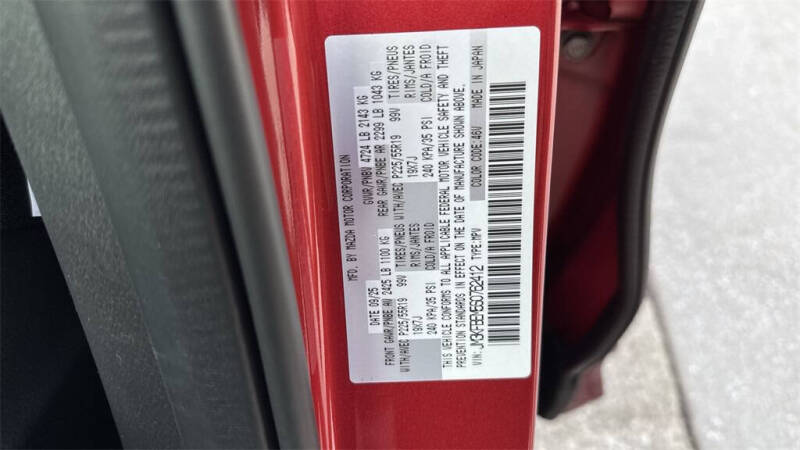 MFD. BY MAZDA MOTOR CORPORATION
DATE 09/25 GVWR/PNBV 4724 LB 2143 KG
FRONT GAWR/PNBE AV 2425 LB 1100 KG REAR GAWR/PNBE AR 2299 LB 1043 KG
WITH/AVEC P225/55R19 99V TIRES/PNEUS WITH/AVEC P225/55R19 99V TIRES/PNEUS
19X7J RIMS/JANTES 19X7J RIMS/JANTES
240 KPA/35 PSI COLD/A FROID 240 KPA/35 PSI COLD/A FROID
THIS VEHICLE CONFORMS TO ALL APPLICABLE FEDERAL MOTOR VEHICLE SAFETY AND THEFT
PREVENTION STANDARDS IN EFFECT ON THE DATE OF MANUFACTURE SHOWN ABOVE.
VIN: TYPE:MPV COLOR CODE:46V MADE IN JAPAN